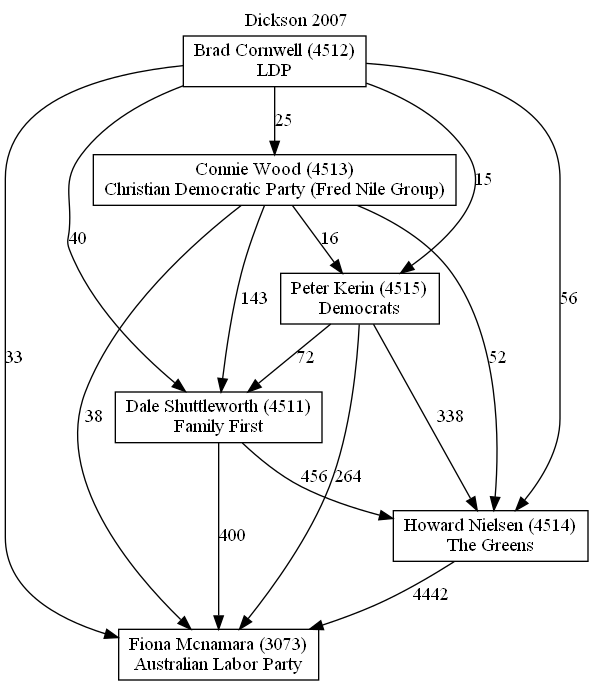 Dickson 2007
Brad Cornwell (4512)
LDP
25
Connie Wood (4513)
Christian Democratic Party (Fred Nile Group)
15
40
16
Peter Kerin (4515)
Democrats
143
56
33
72
52
38
Dale Shuttleworth (4511)
Family First
338
456
264
Howard Nielsen (4514)
The Greens
400
4442
Fiona Mcnamara (3073)
Australian Labor Party